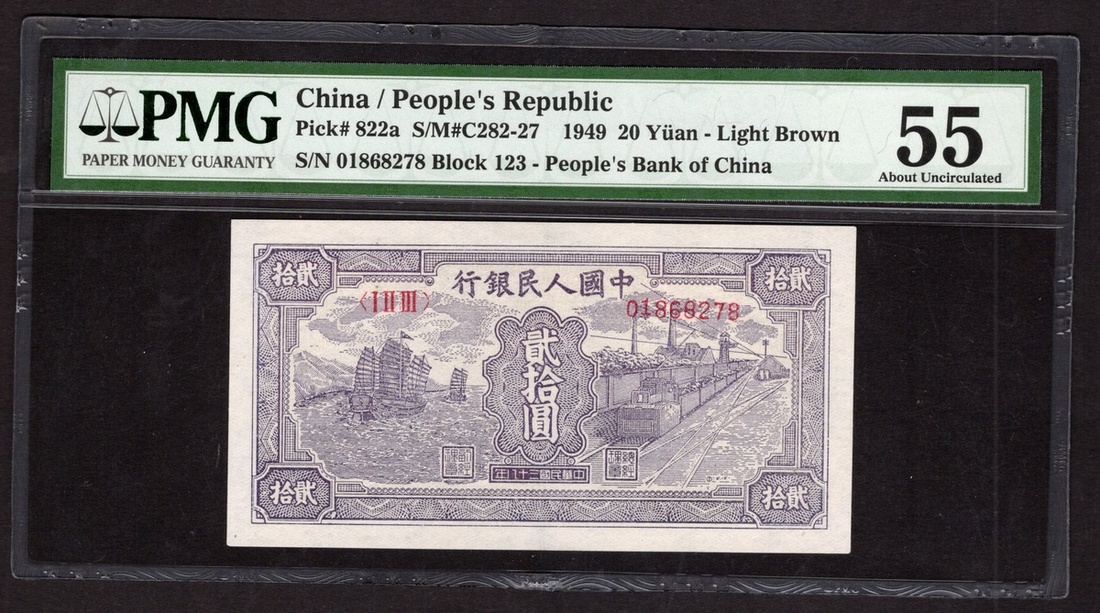 PMG
PAPER MONEY GUARANTY
China / People's Republic
Pick# 822a S/M#C282-27 1949 20 Yüan - Light Brown
S/N 01868278 Block 123 - People's Bank of China
55
About Uncirculated
拾貳
行銀民人國中
拾貳
〈I II III〉
01868278
貳拾圓
年八十三國民華中
拾貳
拾貳